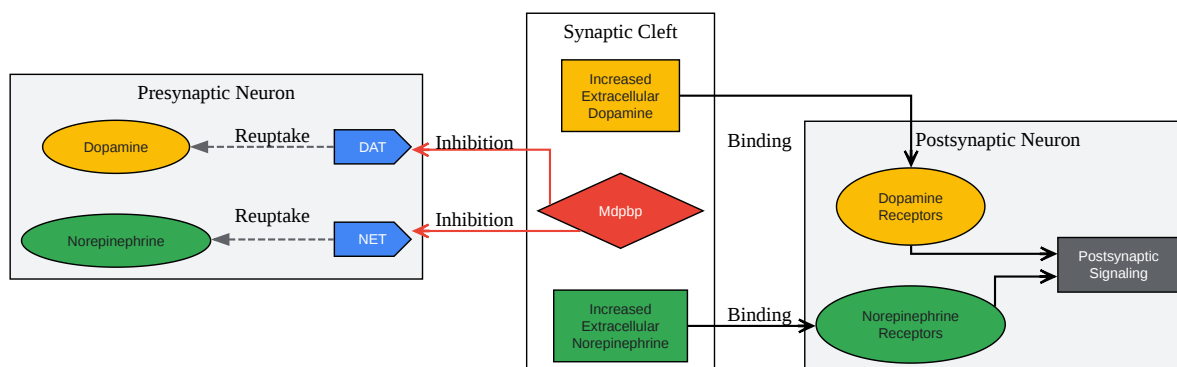 Synaptic Cleft
Increased
Extracellular
Dopamine
Presynaptic Neuron
Dopamine
Reuptake
DAT
Inhibition
Norepinephrine
Reuptake
NET
Inhibition
Mdpbp
Increased
Extracellular
Norepinephrine
Binding
Binding
Postsynaptic Neuron
Dopamine
Receptors
Norepinephrine
Receptors
Postsynaptic
Signaling